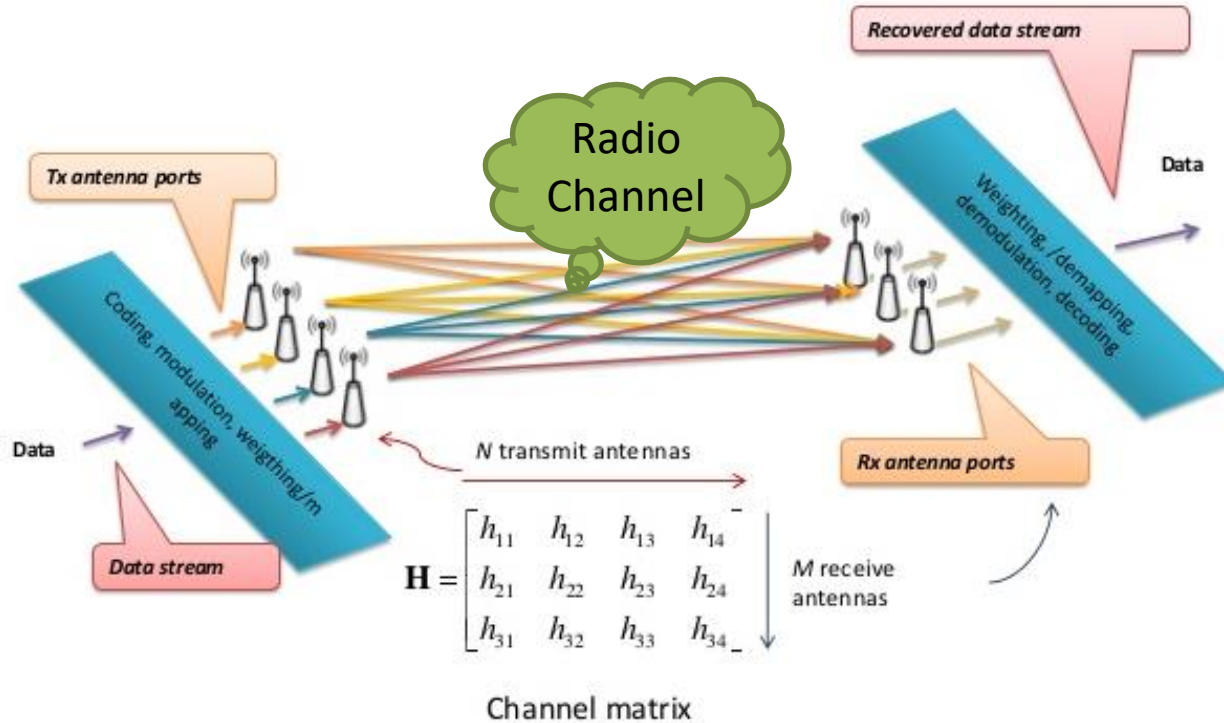 Recovered data stream
Radio
Channel
Tx antenna ports
Data
Weighting, /demapping,
demodulation, decoding
Coding, modulation, weigthing/m
apping
Data
N transmit antennas
Rx antenna ports
Data stream
H = [h11 h12 h13 h14
h21 h22 h23 h24
h31 h32 h33 h34]
M receive
antennas
Channel matrix